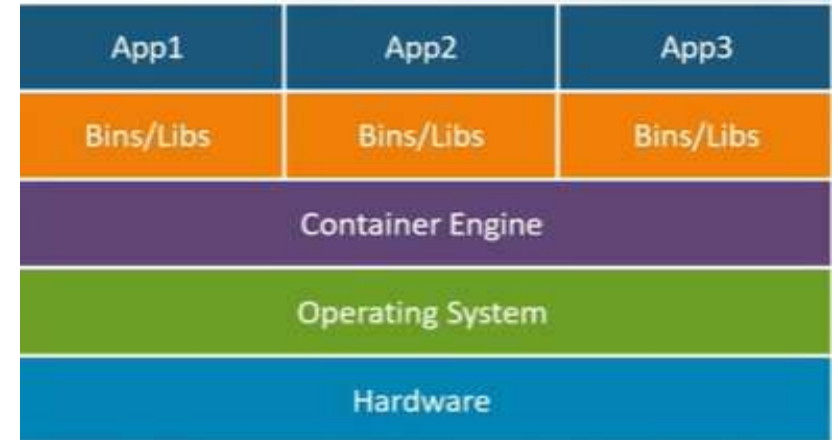 App1 App2 App3
Bins/Libs Bins/Libs Bins/Libs
Container Engine
Operating System
Hardware